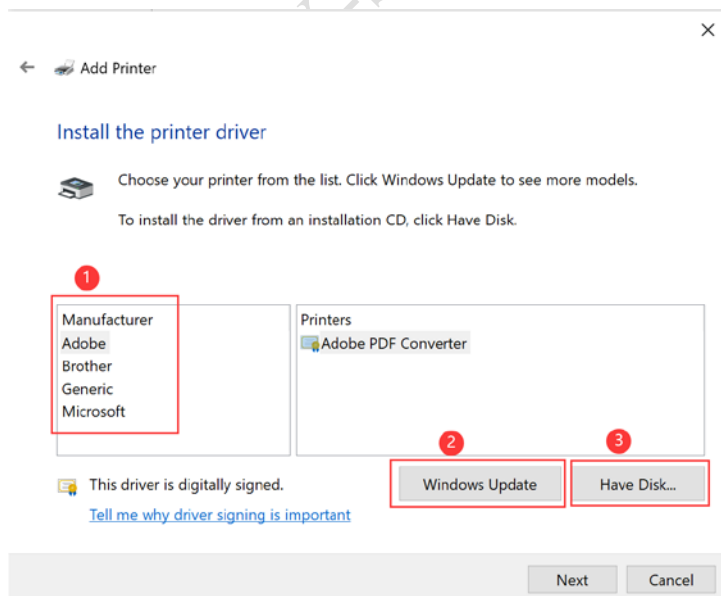 Add Printer
Install the printer driver
Choose your printer from the list. Click Windows Update to see more models.
To install the driver from an installation CD, click Have Disk.
1
Manufacturer
Adobe
Brother
Generic
Microsoft
Printers
Adobe PDF Converter
2
3
This driver is digitally signed.
Windows Update
Have Disk...
Tell me why driver signing is important
Next
Cancel